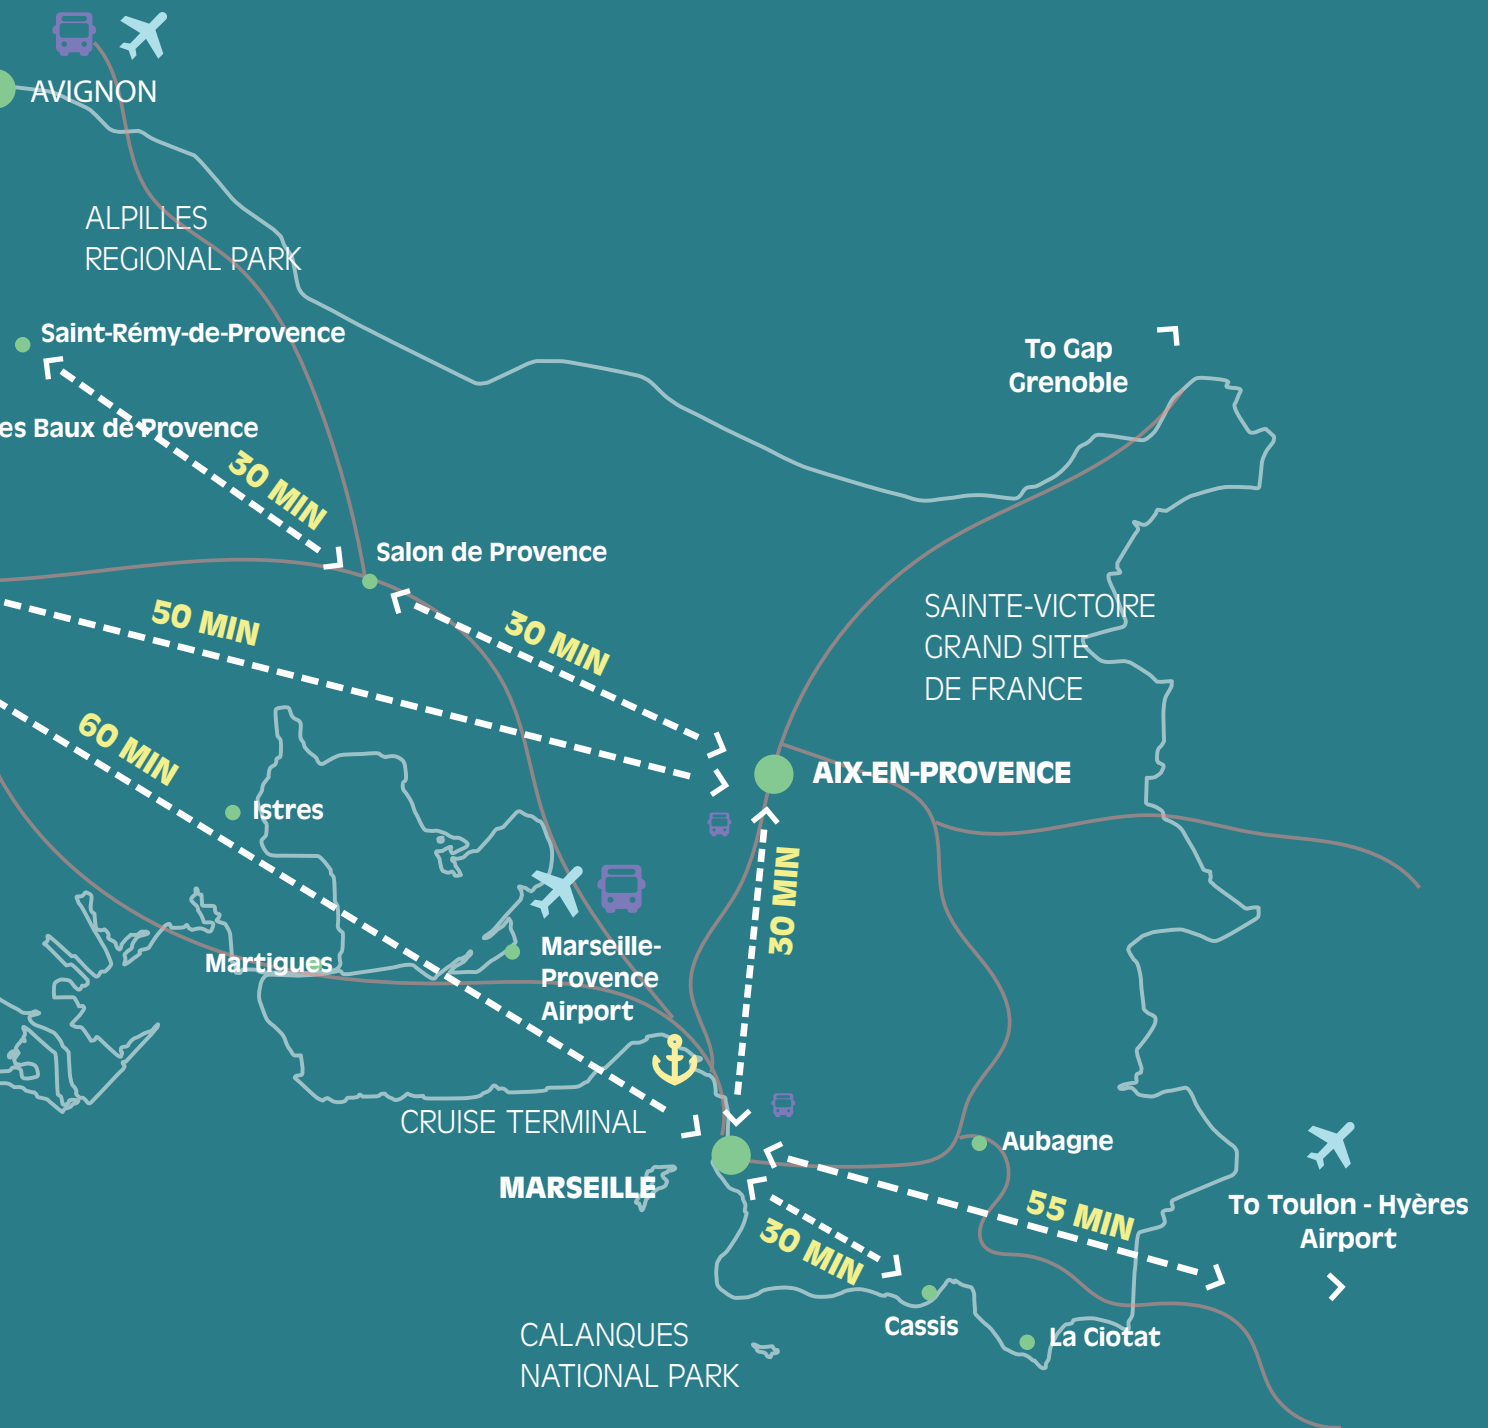 AVIGNON
ALPILLES
REGIONAL PARK
Saint-Rémy-de-Provence
To Gap
Grenoble
es Baux de Provence
30 MIN
Salon de Provence
50 MIN
30 MIN
SAINTE-VICTOIRE
GRAND SITE
DE FRANCE
60 MIN
AIX-EN-PROVENCE
Istres
30 MIN
Marseille-
Provence
Airport
Martigues
CRUISE TERMINAL
Aubagne
MARSEILLE
55 MIN
To Toulon - Hyères
Airport
30 MIN
Cassis
La Ciotat
CALANQUES
NATIONAL PARK